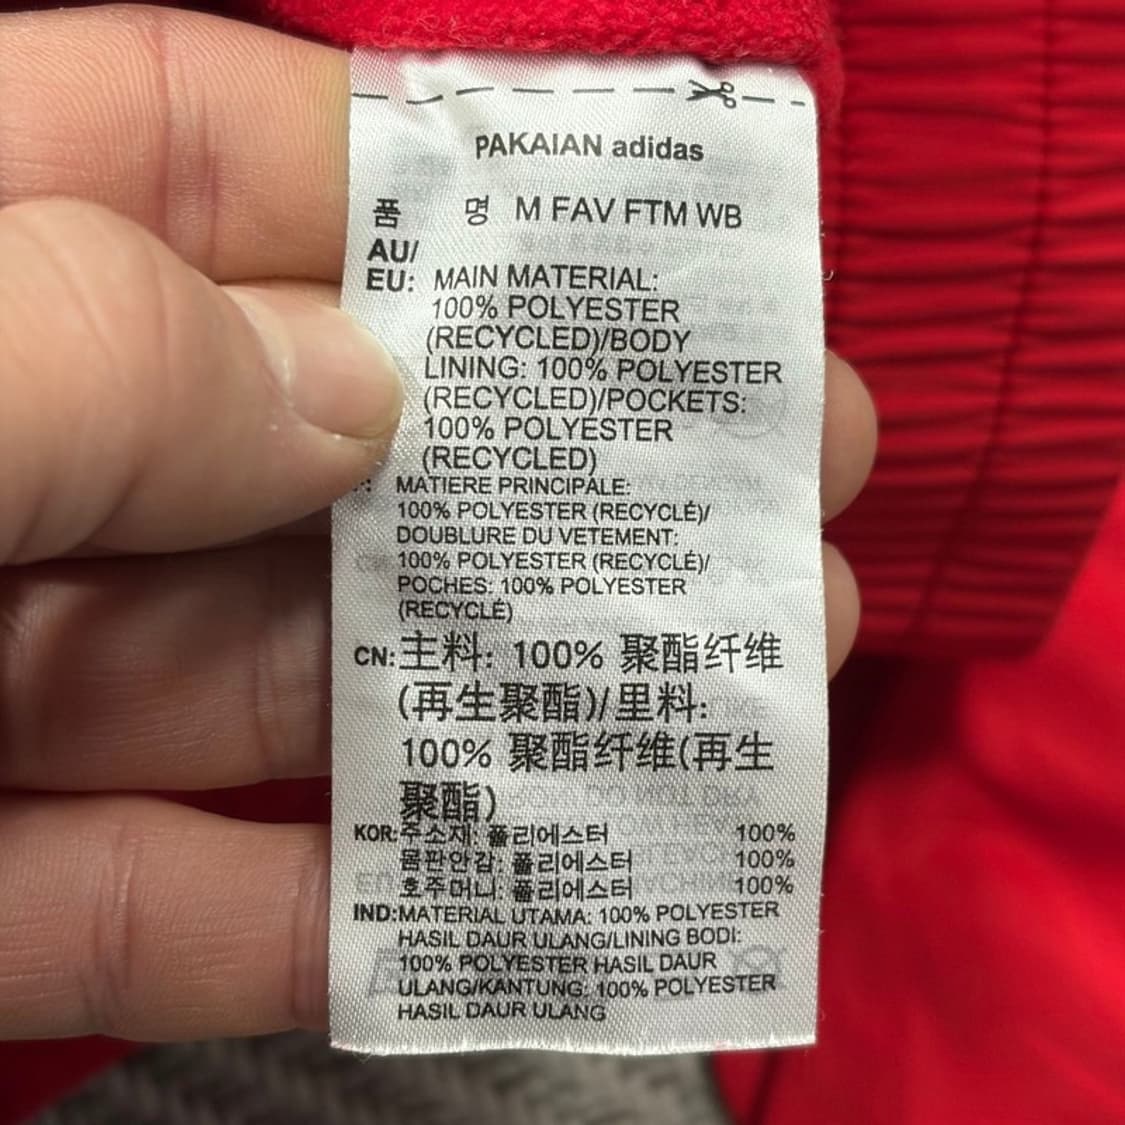 PAKAIAN adidas
품 명 M FAV FTM WB
AU/
EU: MAIN MATERIAL:
100% POLYESTER
(RECYCLED)/BODY
LINING: 100% POLYESTER
(RECYCLED)/POCKETS:
100% POLYESTER
(RECYCLED)
MATIERE PRINCIPALE:
100% POLYESTER (RECYCLÉ)/
DOUBLURE DU VETEMENT:
100% POLYESTER (RECYCLÉ)/
POCHES: 100% POLYESTER
(RECYCLÉ)
CN: 主料: 100% 聚酯纤维
(再生聚酯)/里料:
100% 聚酯纤维(再生
聚酯)
KOR: 주소재: 폴리에스터 100%
몸판안감: 폴리에스터 100%
호주머니: 폴리에스터 100%
IND: MATERIAL UTAMA: 100% POLYESTER
HASIL DAUR ULANG/LINING BODI:
100% POLYESTER HASIL DAUR
ULANG/KANTUNG: 100% POLYESTER
HASIL DAUR ULANG